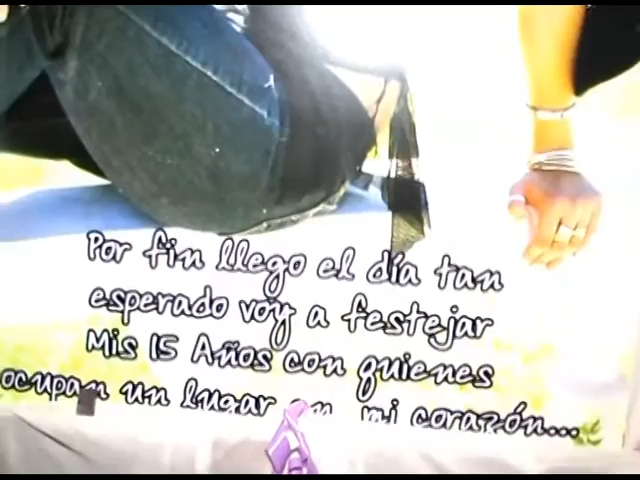 Por fin llego el día tan
esperado voy a festejar
Mis 15 Años con quienes
ocupan un lugar en mi corazón...